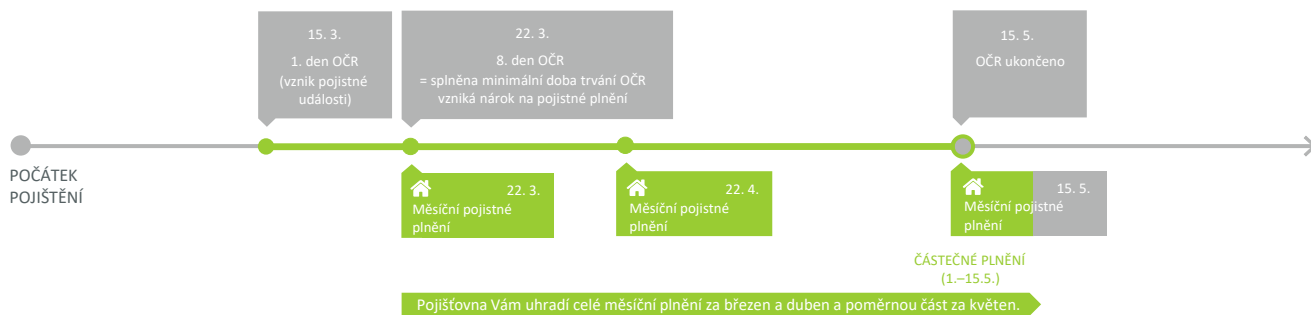 15. 3.
1. den OČR
(vznik pojistné
události)
22. 3.
8. den OČR
= splněna minimální doba trvání OČR
vzniká nárok na pojistné plnění
15. 5.
OČR ukončeno
POČÁTEK
POJIŠTĚNÍ
22. 3.
Měsíční pojistné
plnění
22. 4.
Měsíční pojistné
plnění
15. 5.
Měsíční pojistné
plnění
ČÁSTEČNÉ PLNĚNÍ
(1.–15.5.)
Pojišťovna Vám uhradí celé měsíční plnění za březen a duben a poměrnou část za květen.